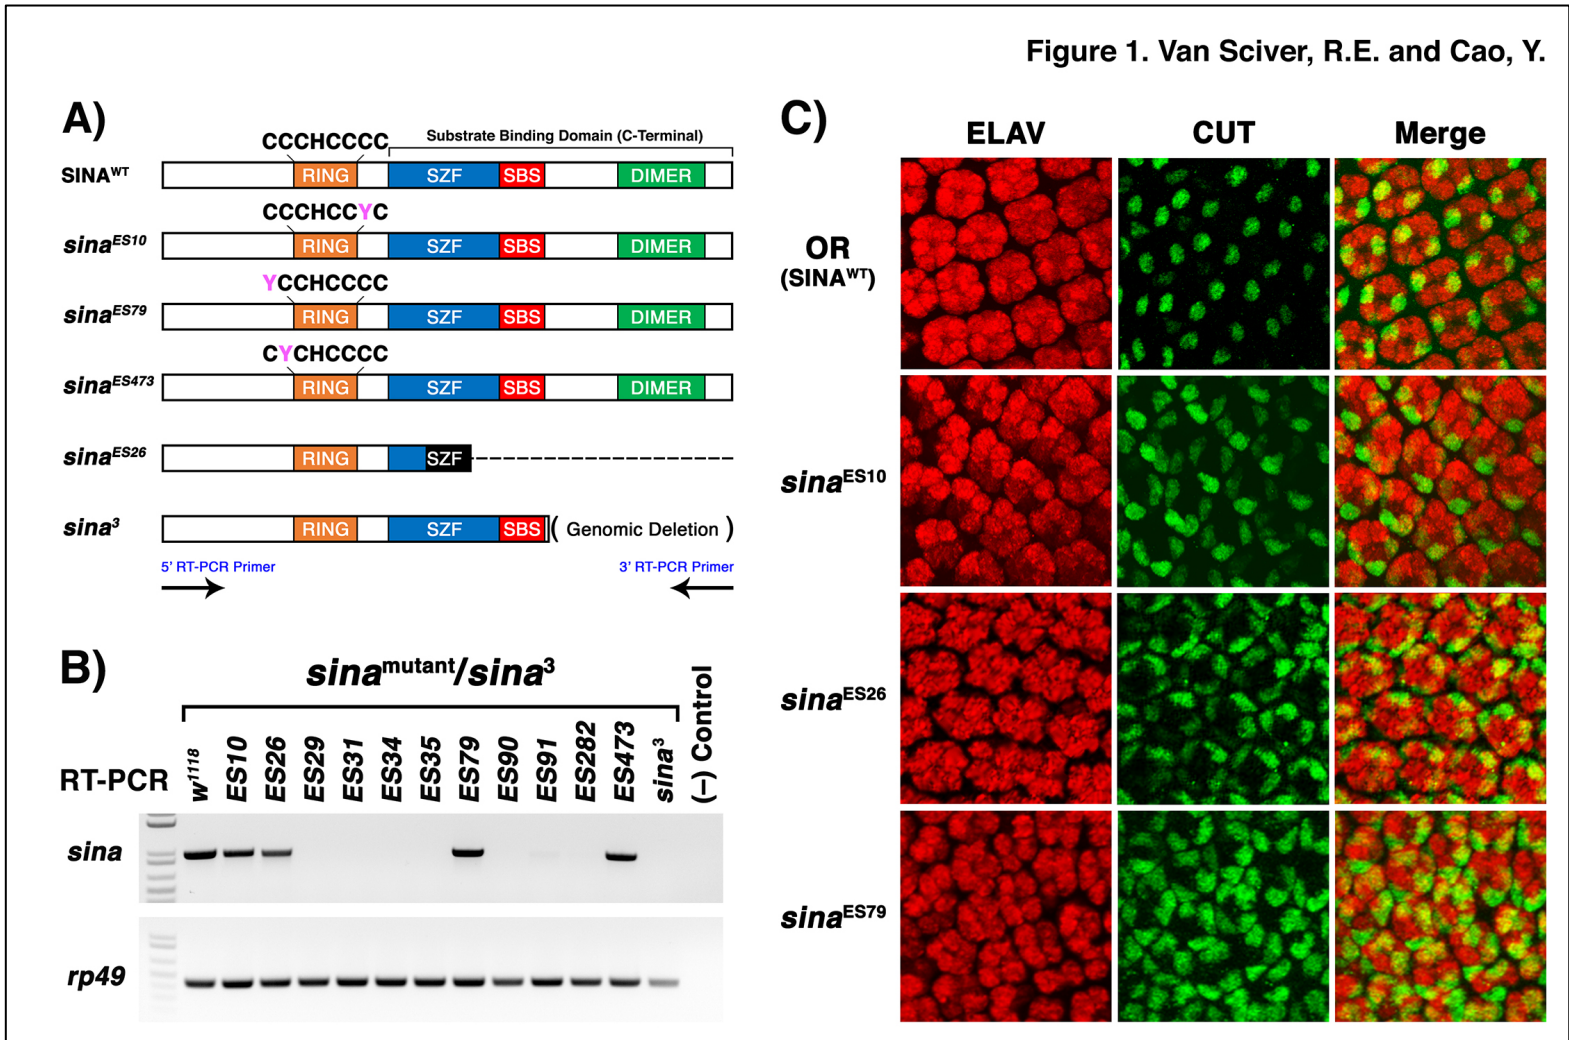 Figure 1. Van Sciver, R.E. and Cao, Y.
A)
CCCHCCCC
Substrate Binding Domain (C-Terminal)
SINAWT
RING
SZF
SBS
DIMER
CCCHCCYC
sinaES10
RING
SZF
SBS
DIMER
YCCHCCCC
sinaES79
RING
SZF
SBS
DIMER
CYCHCCCC
sinaES473
RING
SZF
SBS
DIMER
sinaES26
RING
SZF
sina3
RING
SZF
SBS
( Genomic Deletion )
5' RT-PCR Primer
3' RT-PCR Primer
B)
sinamutant/sina3
RT-PCR
w1118
ES10
ES26
ES29
ES31
ES34
ES35
ES79
ES90
ES91
ES282
ES473
sina3
(–) Control
sina
rp49
C)
ELAV
CUT
Merge
OR
(SINAWT)
sinaES10
sinaES26
sinaES79